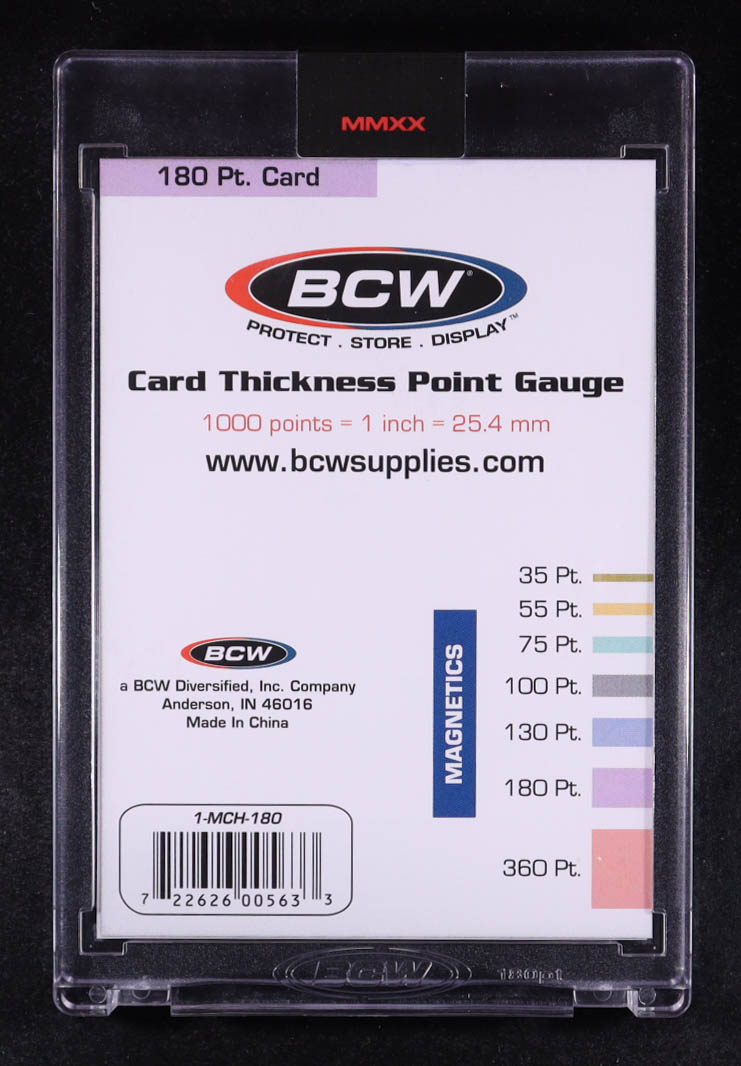 MMXX
180 Pt. Card
BCW®
PROTECT . STORE . DISPLAY™
Card Thickness Point Gauge
1000 points = 1 inch = 25.4 mm
www.bcwsupplies.com
35 Pt.
55 Pt.
75 Pt.
100 Pt.
130 Pt.
180 Pt.
360 Pt.
MAGNETICS
BCW
a BCW Diversified, Inc. Company
Anderson, IN 46016
Made In China
1-MCH-180
7 22626 00563 3
BCW
180pt